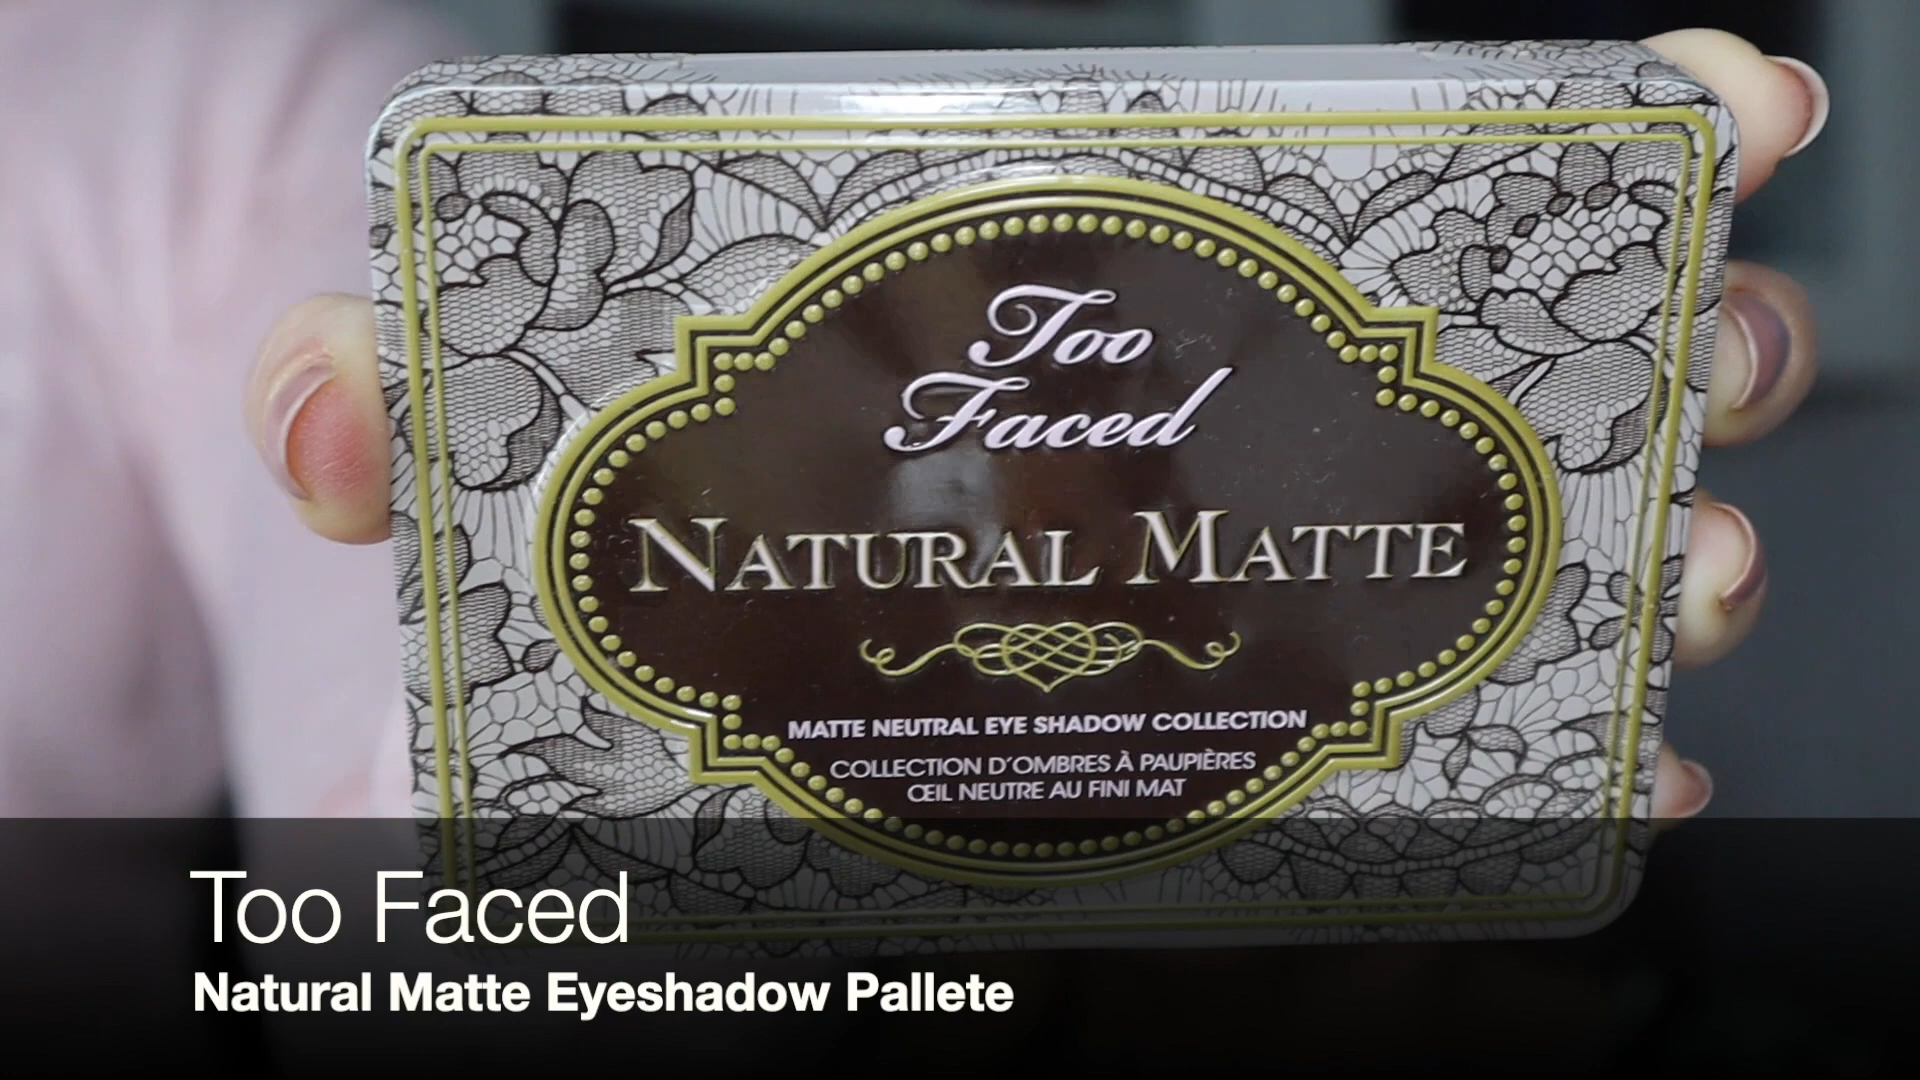 Too
Faced
NATURAL MATTE
MATTE NEUTRAL EYE SHADOW COLLECTION
COLLECTION D'OMBRES À PAUPIÈRES
ŒIL NEUTRE AU FINI MAT
Too Faced
Natural Matte Eyeshadow Pallete